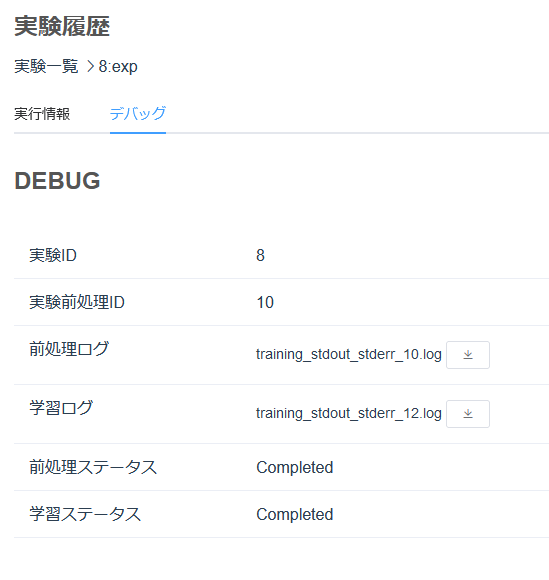 実験履歴
実験一覧 > 8:exp
実行情報 デバッグ
DEBUG
実験ID 8
実験前処理ID 10
前処理ログ training_stdout_stderr_10.log
学習ログ training_stdout_stderr_12.log
前処理ステータス Completed
学習ステータス Completed